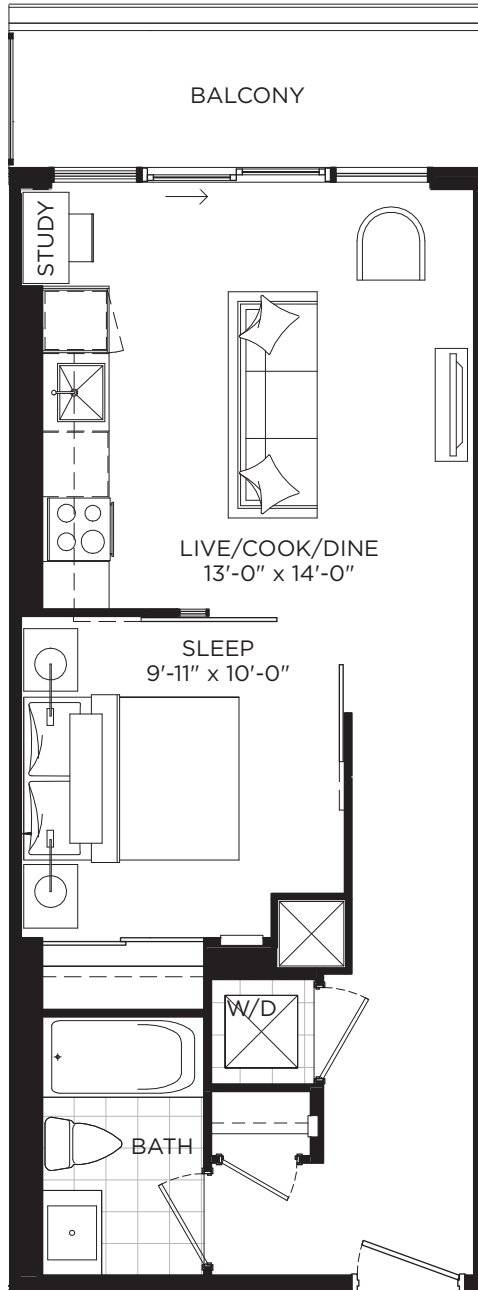 BALCONY
STUDY
LIVE/COOK/DINE
13'-0" x 14'-0"
SLEEP
9'-11" x 10'-0"
W/D
BATH